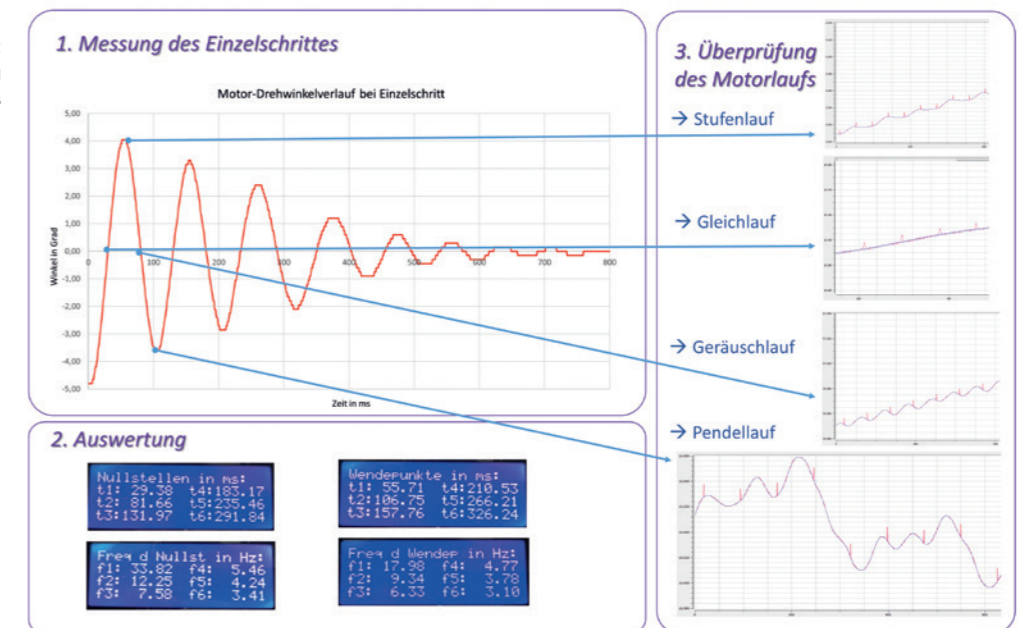 1. Messung des Einzelschrittes
Motor-Drehwinkelverlauf bei Einzelschritt
Winkel in Grad
5,00
4,00
3,00
2,00
1,00
0,00
-1,00
-2,00
-3,00
-4,00
-5,00
0 100 200 300 400 500 600 700 800
Zeit in ms
2. Auswertung
Nullstellen in ms:
t1: 29.38 t4:183.17
t2: 81.66 t5:235.46
t3:131.97 t6:291.84
Wendepunkte in ms:
t1: 55.71 t4:210.53
t2:106.75 t5:266.21
t3:157.76 t6:326.24
Freq d Nullst in Hz:
f1: 33.82 f4: 5.46
f2: 12.25 f5: 4.24
f3: 7.58 f6: 3.41
Freq d Wendep in Hz:
f1: 17.98 f4: 4.77
f2: 9.34 f5: 3.78
f3: 6.33 f6: 3.10
3. Überprüfung
des Motorlaufs
→ Stufenlauf
→ Gleichlauf
→ Geräuschlauf
→ Pendellauf